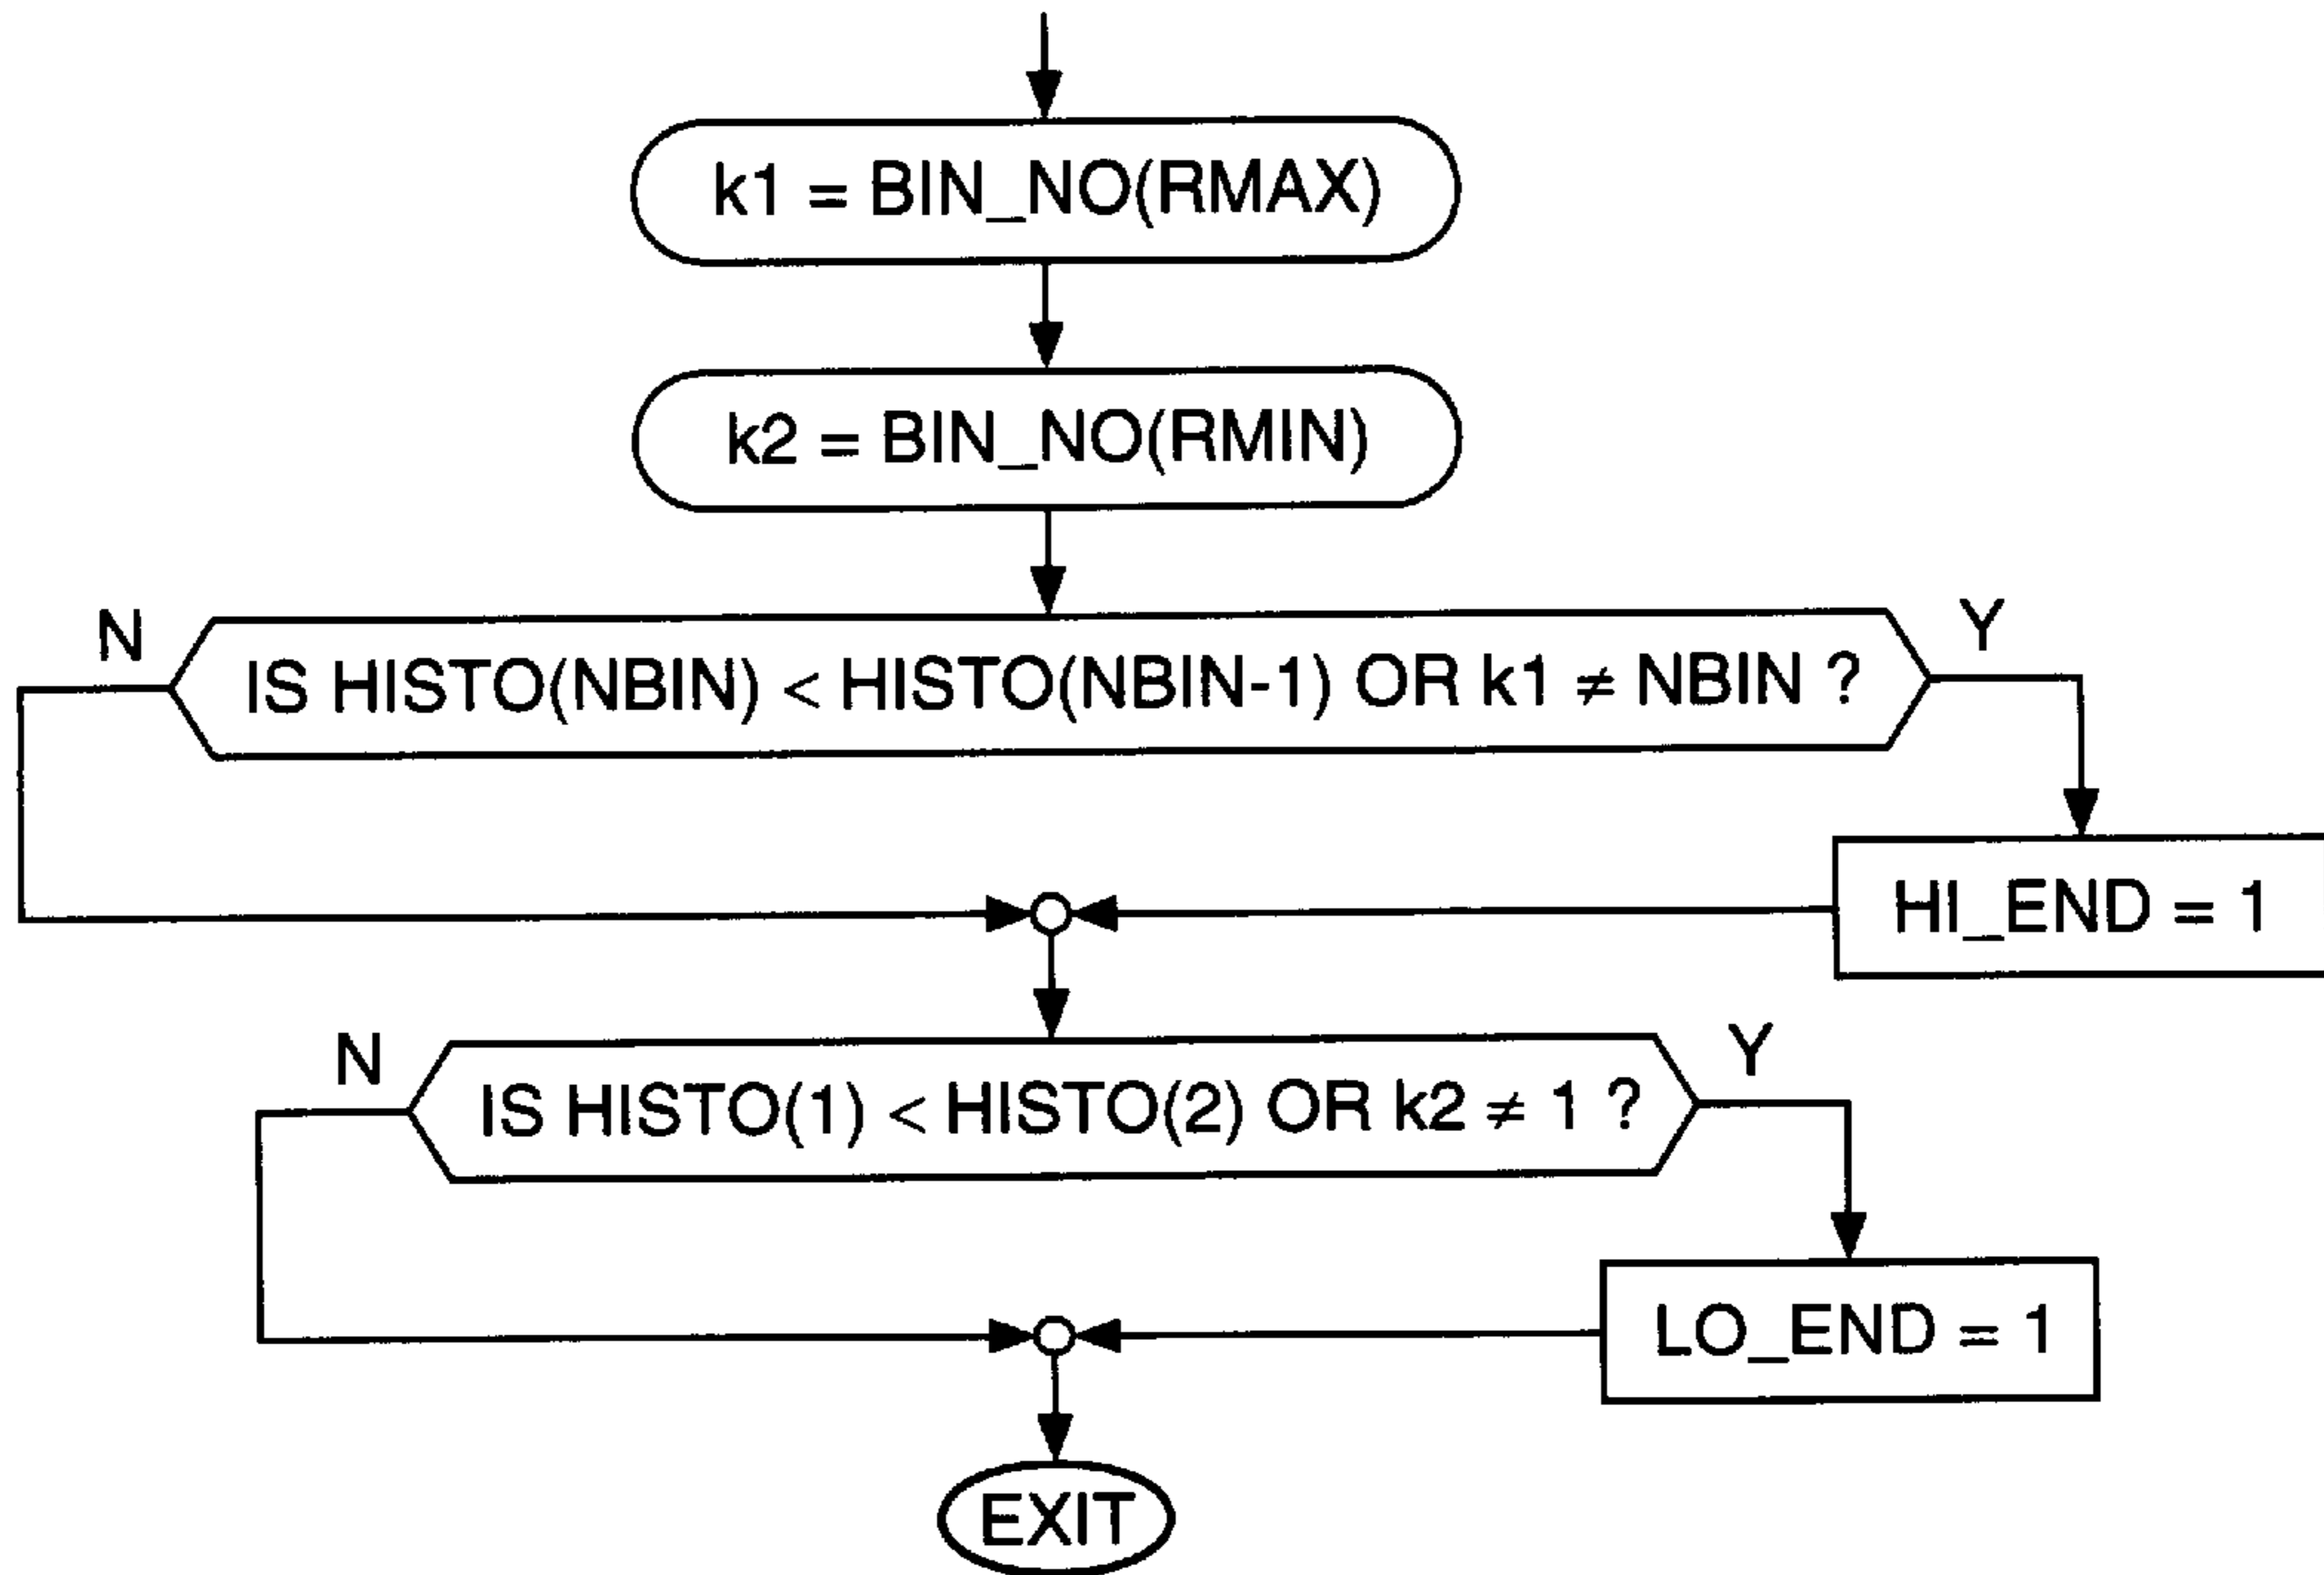 k1 = BIN_NO(RMAX)
k2 = BIN_NO(RMIN)
N
IS HISTO(NBIN) < HISTO(NBIN-1) OR k1 ≠ NBIN ?
Y
HI_END = 1
N
IS HISTO(1) < HISTO(2) OR k2 ≠ 1 ?
Y
LO_END = 1
EXIT